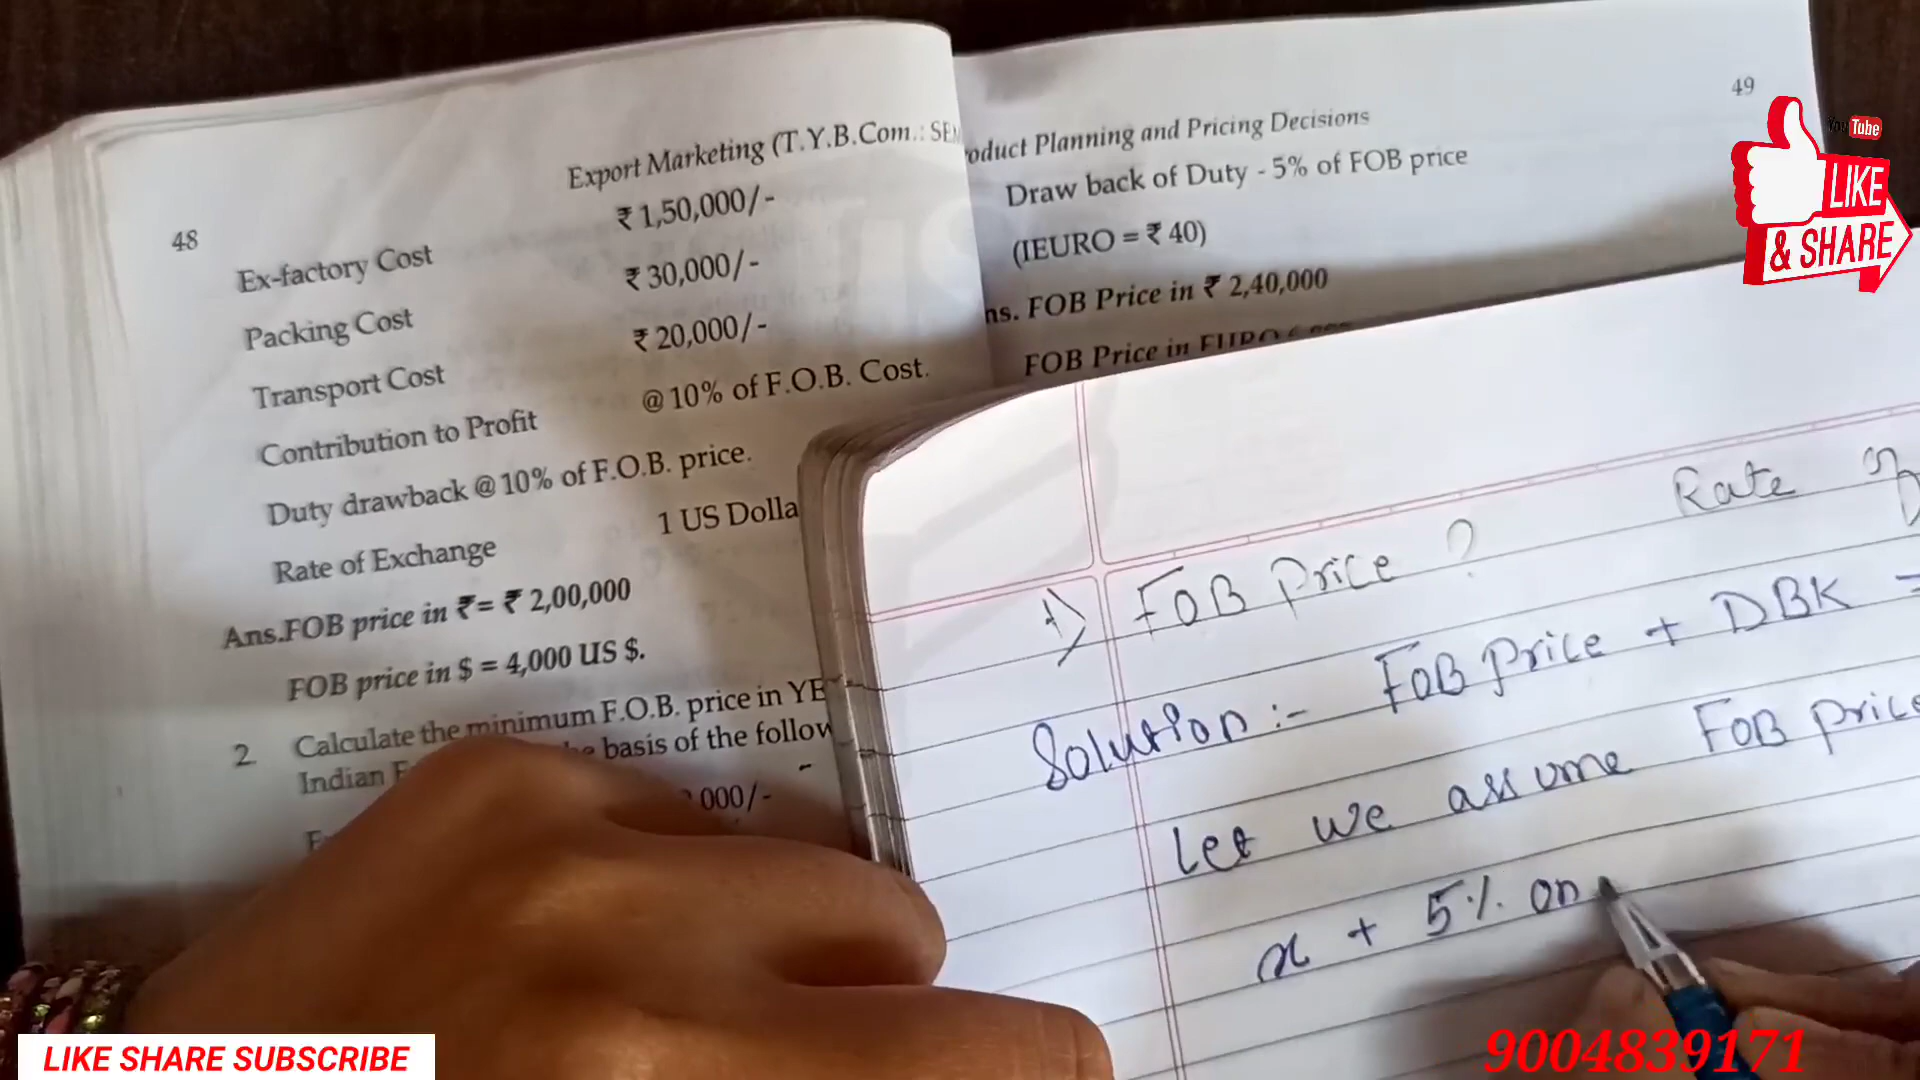 48
Export Marketing (T.Y.B.Com.: SEM
Ex-factory Cost ₹ 1,50,000/-
Packing Cost ₹ 30,000/-
Transport Cost ₹ 20,000/-
Contribution to Profit @ 10% of F.O.B. Cost.
Duty drawback @ 10% of F.O.B. price.
Rate of Exchange 1 US Dolla
Ans.FOB price in ₹ = ₹ 2,00,000
FOB price in $ = 4,000 US $.
2. Calculate the minimum F.O.B. price in YE
Indian basis of the follow
000/-
49
oduct Planning and Pricing Decisions
Draw back of Duty - 5% of FOB price
(IEURO = ₹ 40)
ns. FOB Price in ₹ 2,40,000
FOB Price in EURO
Rate of
1) FOB Price ?
Solution :- FOB Price + DBK =
Let we assume FOB Price
x + 5% on
YouTube
LIKE
& SHARE
LIKE SHARE SUBSCRIBE
9004839171